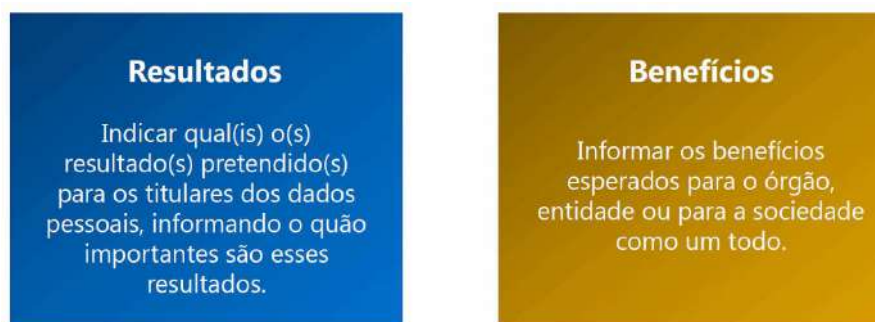 Resultados
Indicar qual(is) o(s)
resultado(s) pretendido(s)
para os titulares dos dados
pessoais, informando o quão
importantes são esses
resultados.
Benefícios
Informar os benefícios
esperados para o órgão,
entidade ou para a sociedade
como um todo.